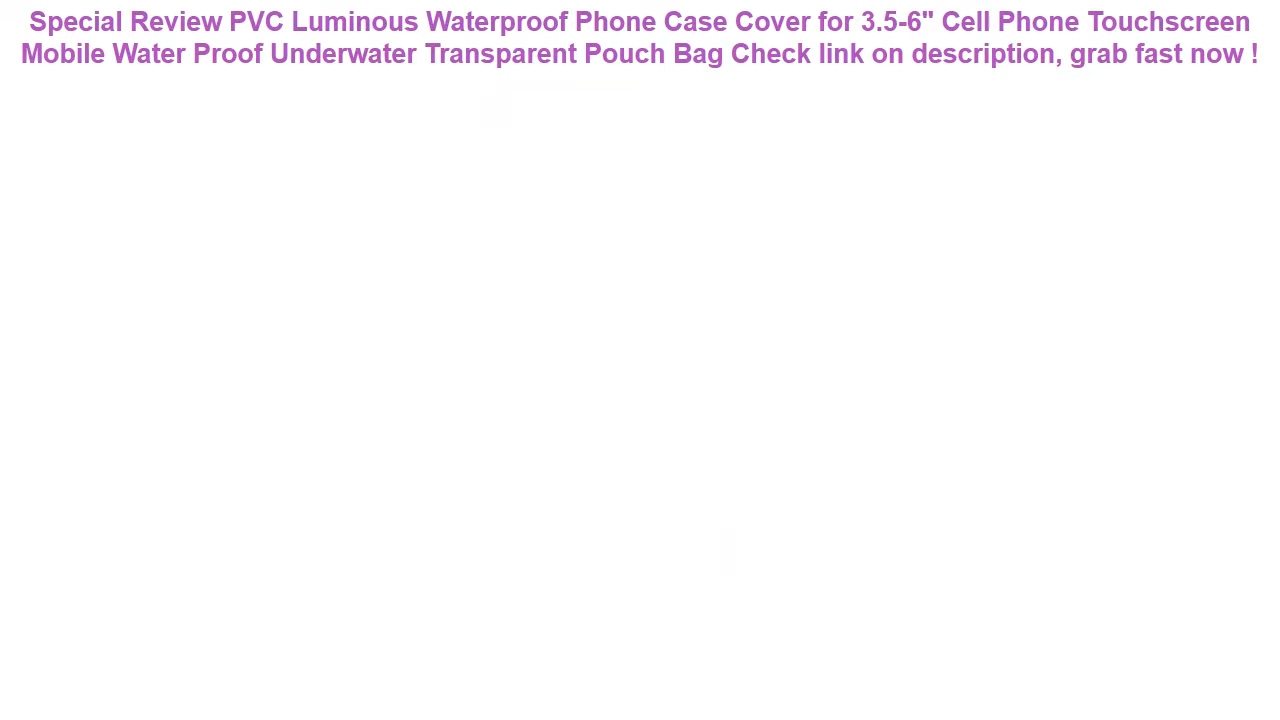 Special Review PVC Luminous Waterproof Phone Case Cover for 3.5-6" Cell Phone Touchscreen
Mobile Water Proof Underwater Transparent Pouch Bag Check link on description, grab fast now !